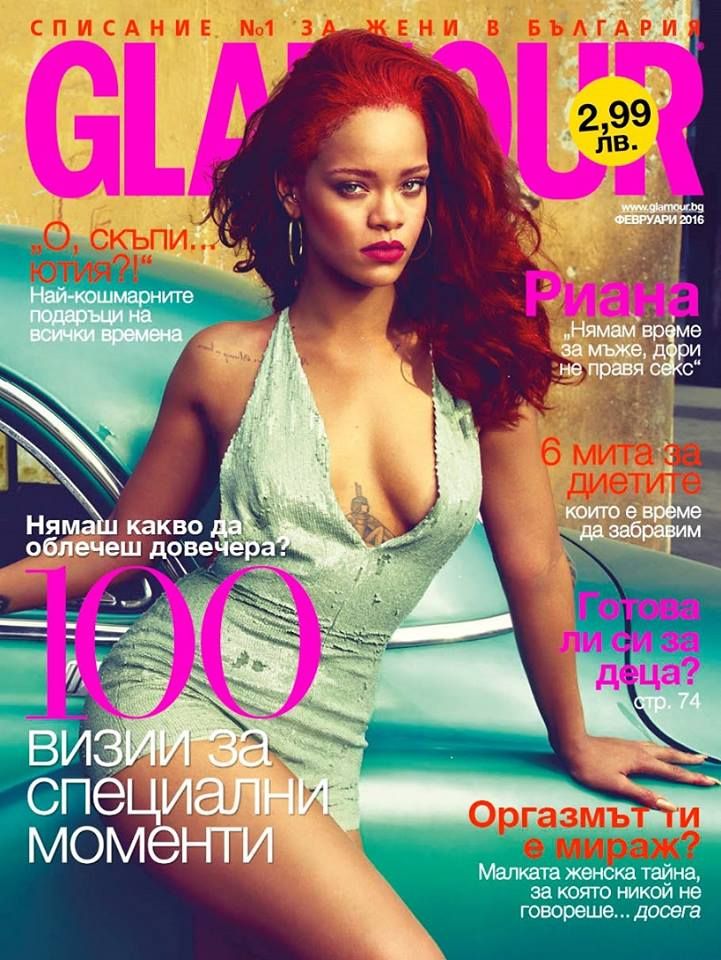 СПИСАНИЕ №1 ЗА ЖЕНИ В БЪЛГАРИЯ
GLAMOUR
2,99
ЛВ.
www.glamour.bg
ФЕВРУАРИ 2016
„О, скъпи...
ютия?!“
Най-кошмарните
подаръци на
всички времена
Риана
„Нямам време
за мъже, дори
не правя секс“
6 мита за
диетите
които е време
да забравим
Нямаш какво да
облечеш довечера?
100
визии за
специални
моменти
Готова
ли си за
деца?
стр. 74
Оргазмът ти
е мираж?
Малката женска тайна,
за която никой не
говореше... досега